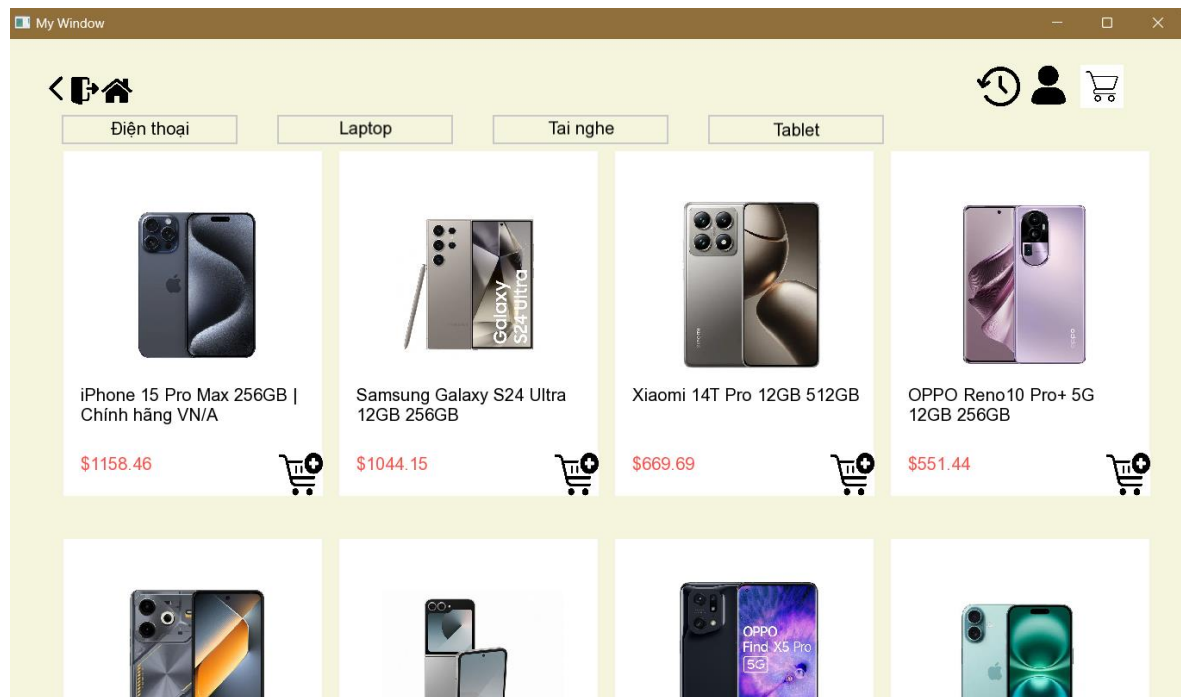 My Window
Điện thoại
Laptop
Tai nghe
Tablet
Galaxy
S24 Ultra
iPhone 15 Pro Max 256GB |
Chính hãng VN/A
Samsung Galaxy S24 Ultra
12GB 256GB
Xiaomi 14T Pro 12GB 512GB
OPPO Reno10 Pro+ 5G
12GB 256GB
$1158.46
$1044.15
$669.69
$551.44
OPPO
Find X5 Pro
5G